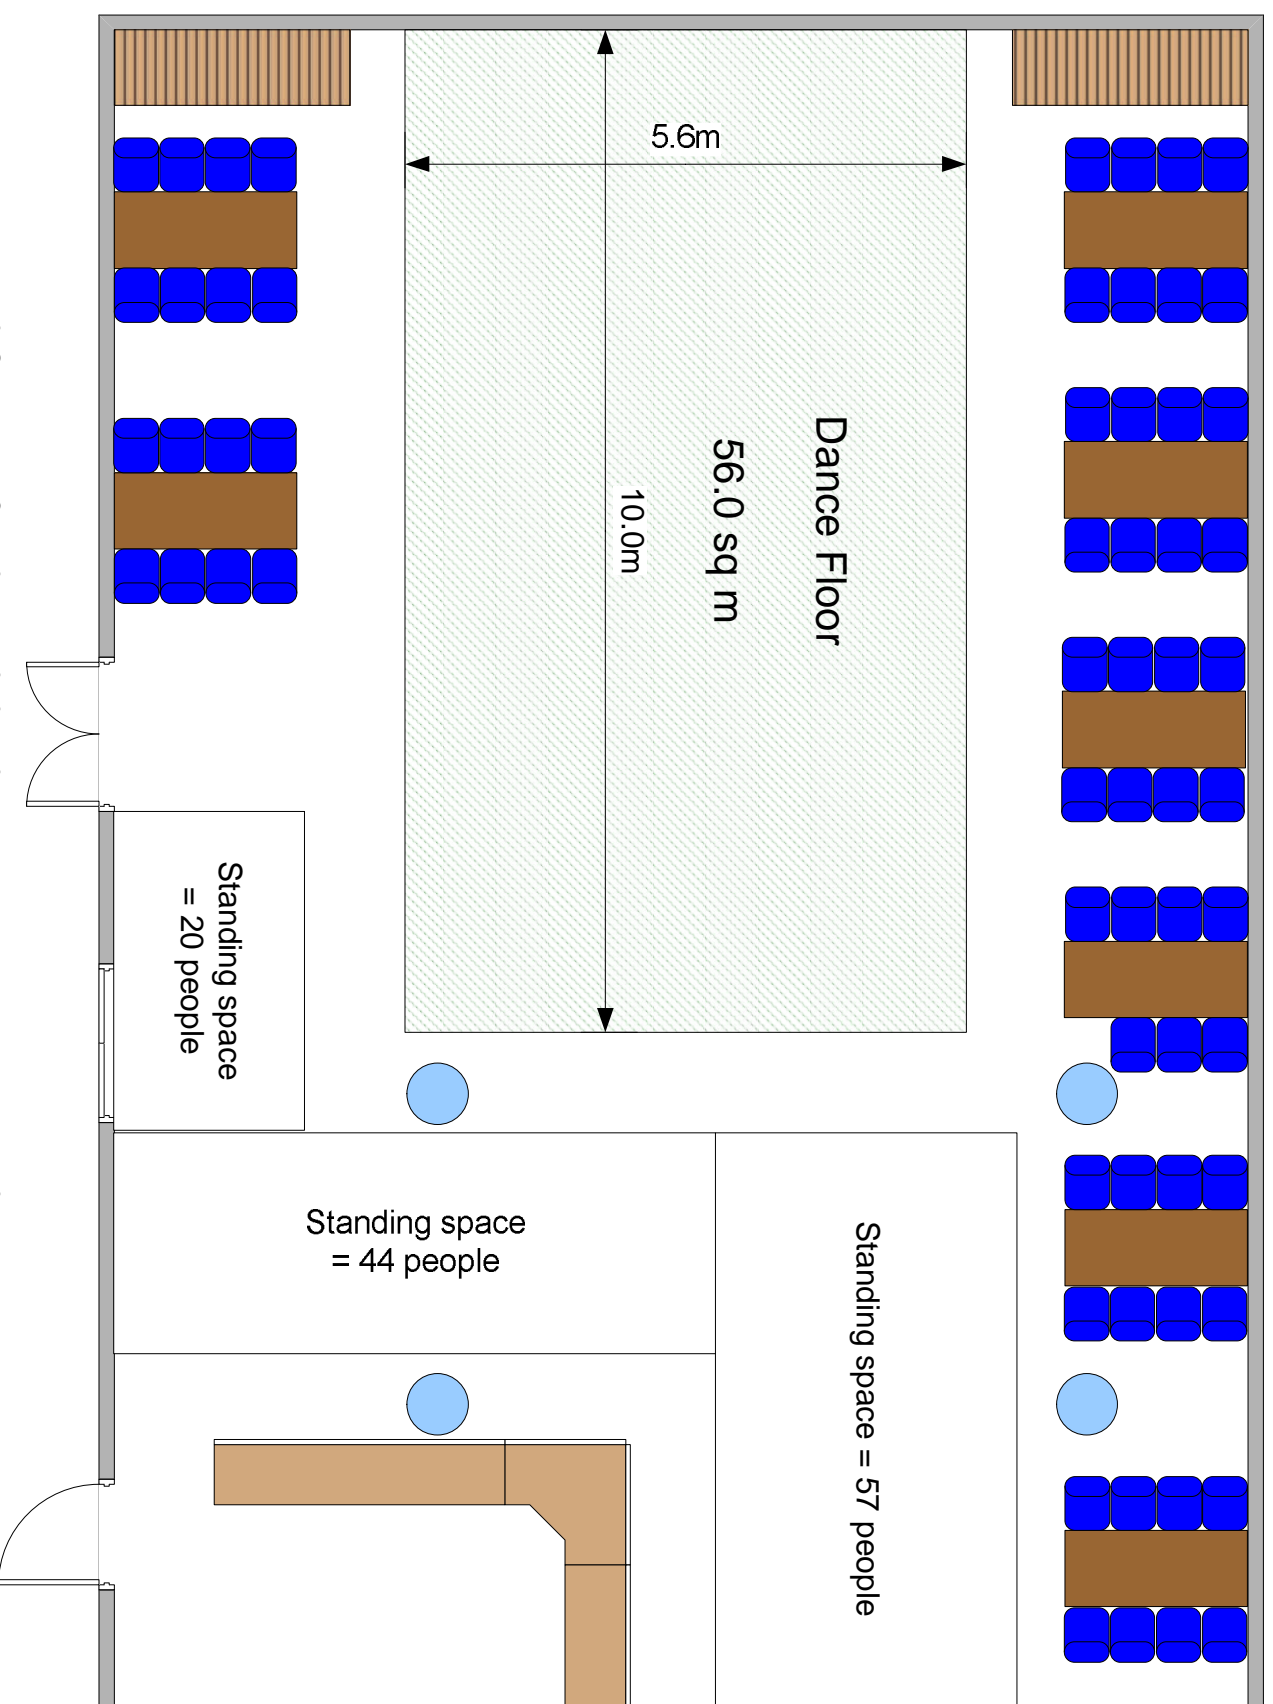 5.6m
10.0m
Dance Floor
56.0 sq m
Standing space
= 20 people
Standing space
= 44 people
Standing space = 57 people